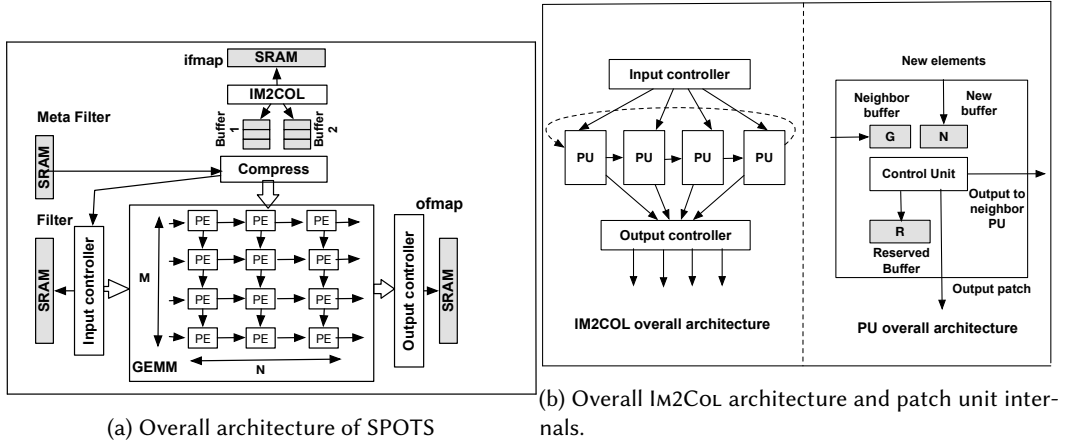 ifmap
SRAM
IM2COL
Meta Filter
SRAM
Buffer
1
Buffer
2
Compress
Filter
SRAM
Input controller
M
PE PE PE
PE PE PE
PE PE PE
PE PE PE
GEMM
N
ofmap
Output controller
SRAM
(a) Overall architecture of SPOTS
Input controller
PU PU PU PU
Output controller
IM2COL overall architecture
New elements
Neighbor
buffer
New
buffer
G
N
Control Unit
Output to
neighbor
PU
R
Reserved
Buffer
Output patch
PU overall architecture
(b) Overall IM2COL architecture and patch unit inter-
nals.